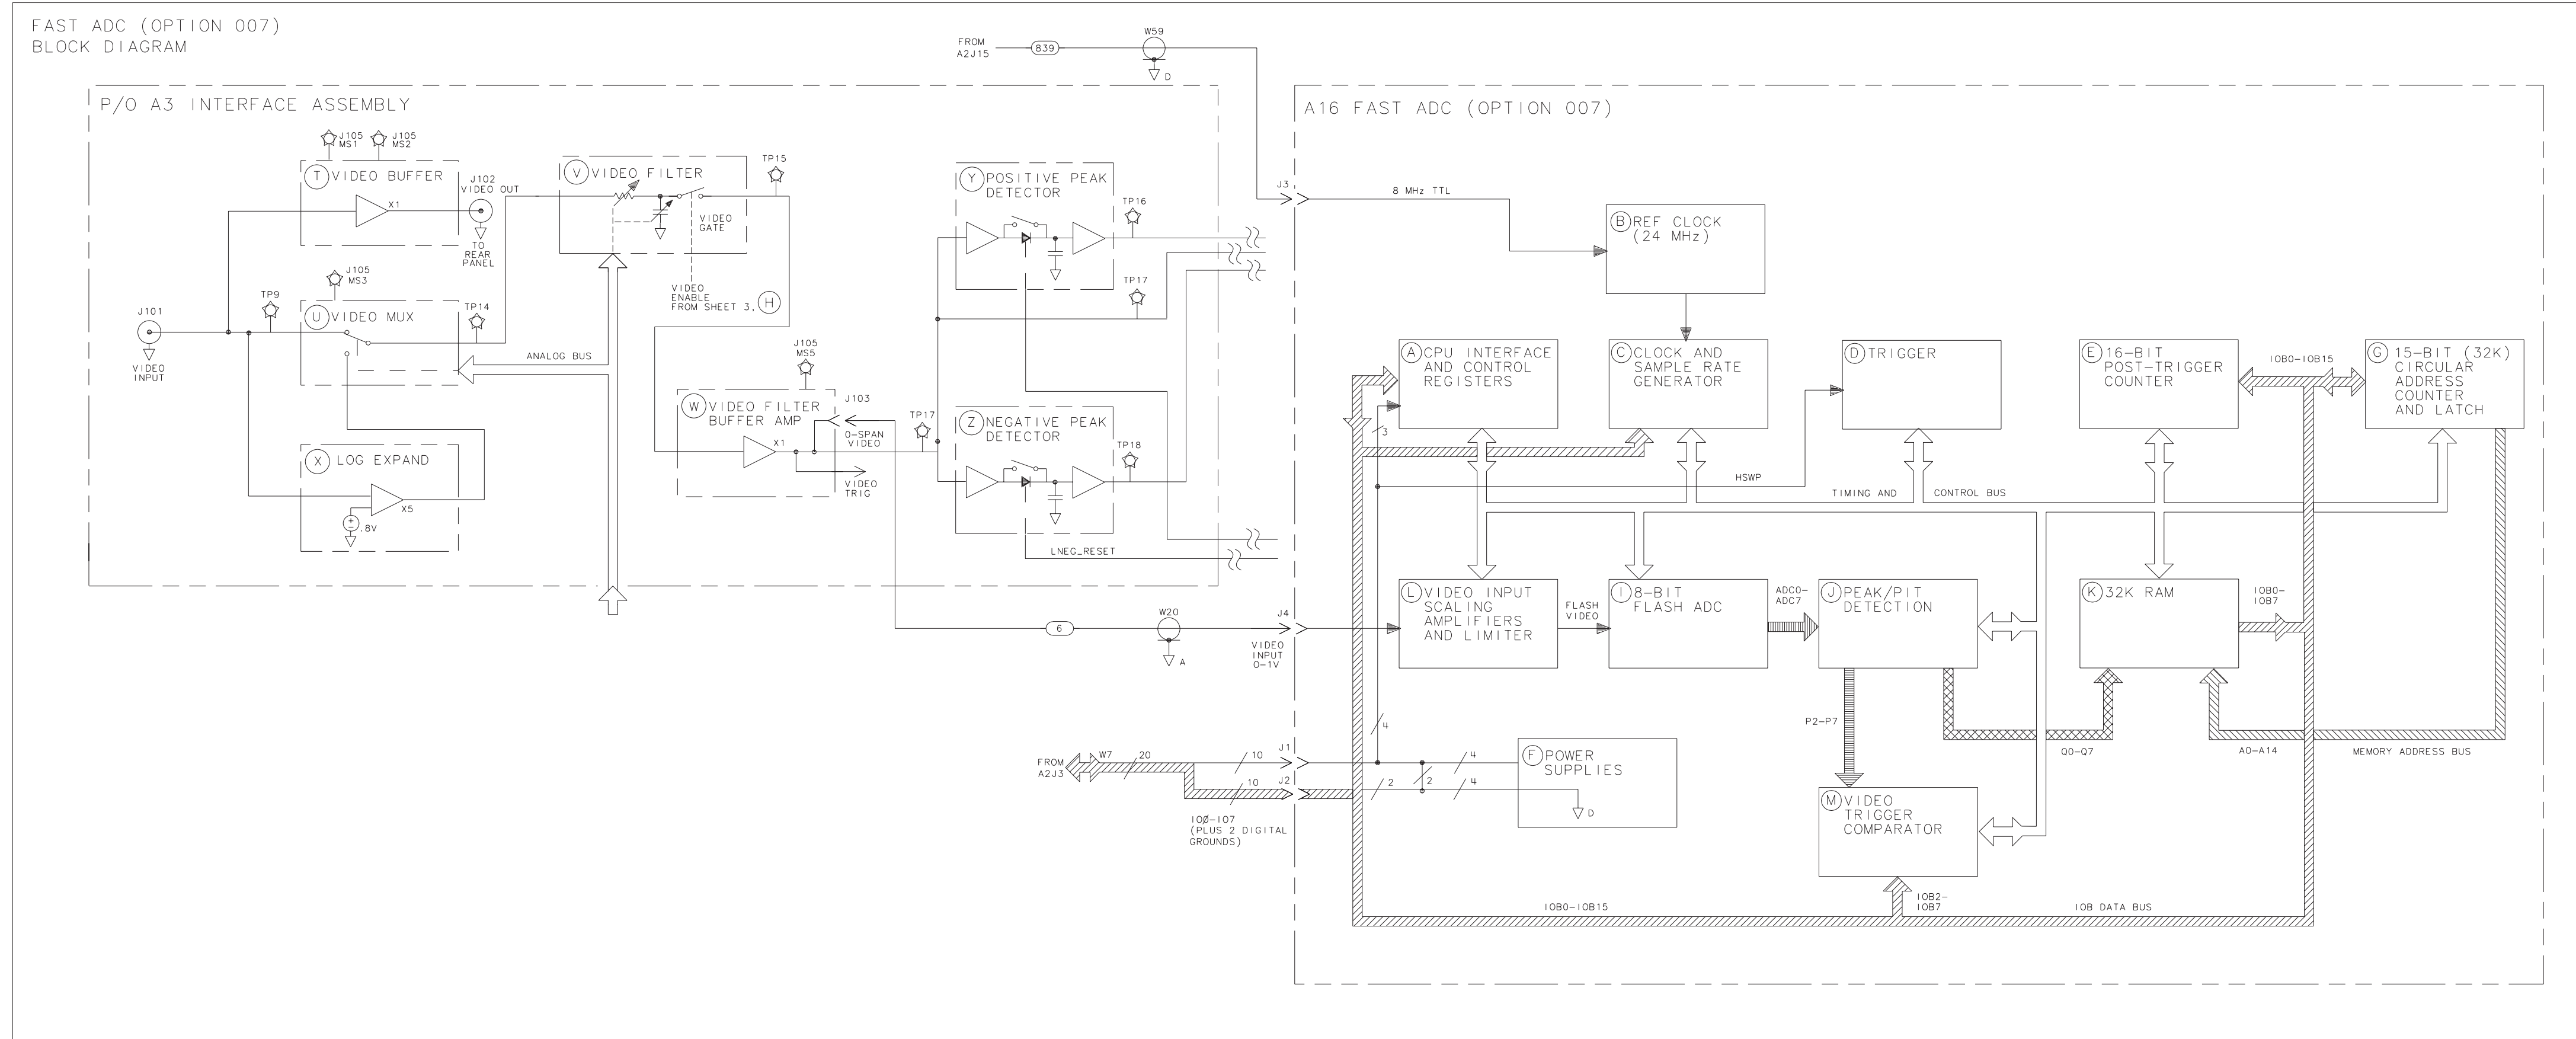 FAST ADC (OPTION 007)
BLOCK DIAGRAM
FROM
A2J15
839
W59
D
P/O A3 INTERFACE ASSEMBLY
J105
MS1
J105
MS2
T VIDEO BUFFER
X1
J102
VIDEO OUT
TO
REAR
PANEL
J105
MS3
TP9
U VIDEO MUX
TP14
J101
VIDEO
INPUT
ANALOG BUS
X LOG EXPAND
X5
+
−
.8V
V VIDEO FILTER
VIDEO
GATE
TP15
VIDEO
ENABLE
FROM SHEET 3, H
J105
MS5
W VIDEO FILTER
BUFFER AMP
X1
J103
0-SPAN
VIDEO
VIDEO
TRIG
TP17
Y POSITIVE PEAK
DETECTOR
TP16
TP17
Z NEGATIVE PEAK
DETECTOR
TP18
LNEG_RESET
6
W20
A
J4
VIDEO
INPUT
0-1V
A16 FAST ADC (OPTION 007)
J3
8 MHz TTL
B REF CLOCK
(24 MHz)
A CPU INTERFACE
AND CONTROL
REGISTERS
C CLOCK AND
SAMPLE RATE
GENERATOR
D TRIGGER
E 16-BIT
POST-TRIGGER
COUNTER
IOB0-IOB15
G 15-BIT (32K)
CIRCULAR
ADDRESS
COUNTER
AND LATCH
3
HSWP
TIMING AND CONTROL BUS
L VIDEO INPUT
SCALING
AMPLIFIERS
AND LIMITER
FLASH
VIDEO
I 8-BIT
FLASH ADC
ADC0-
ADC7
J PEAK/PIT
DETECTION
K 32K RAM
IOB0-
IOB7
4
P2-P7
Q0-Q7
A0-A14
MEMORY ADDRESS BUS
FROM
A2J3
W7
20
10
J1
10
J2
IOØ-IO7
(PLUS 2 DIGITAL
GROUNDS)
4
2
2
4
F POWER
SUPPLIES
D
M VIDEO
TRIGGER
COMPARATOR
IOB0-IOB15
IOB2-
IOB7
IOB DATA BUS